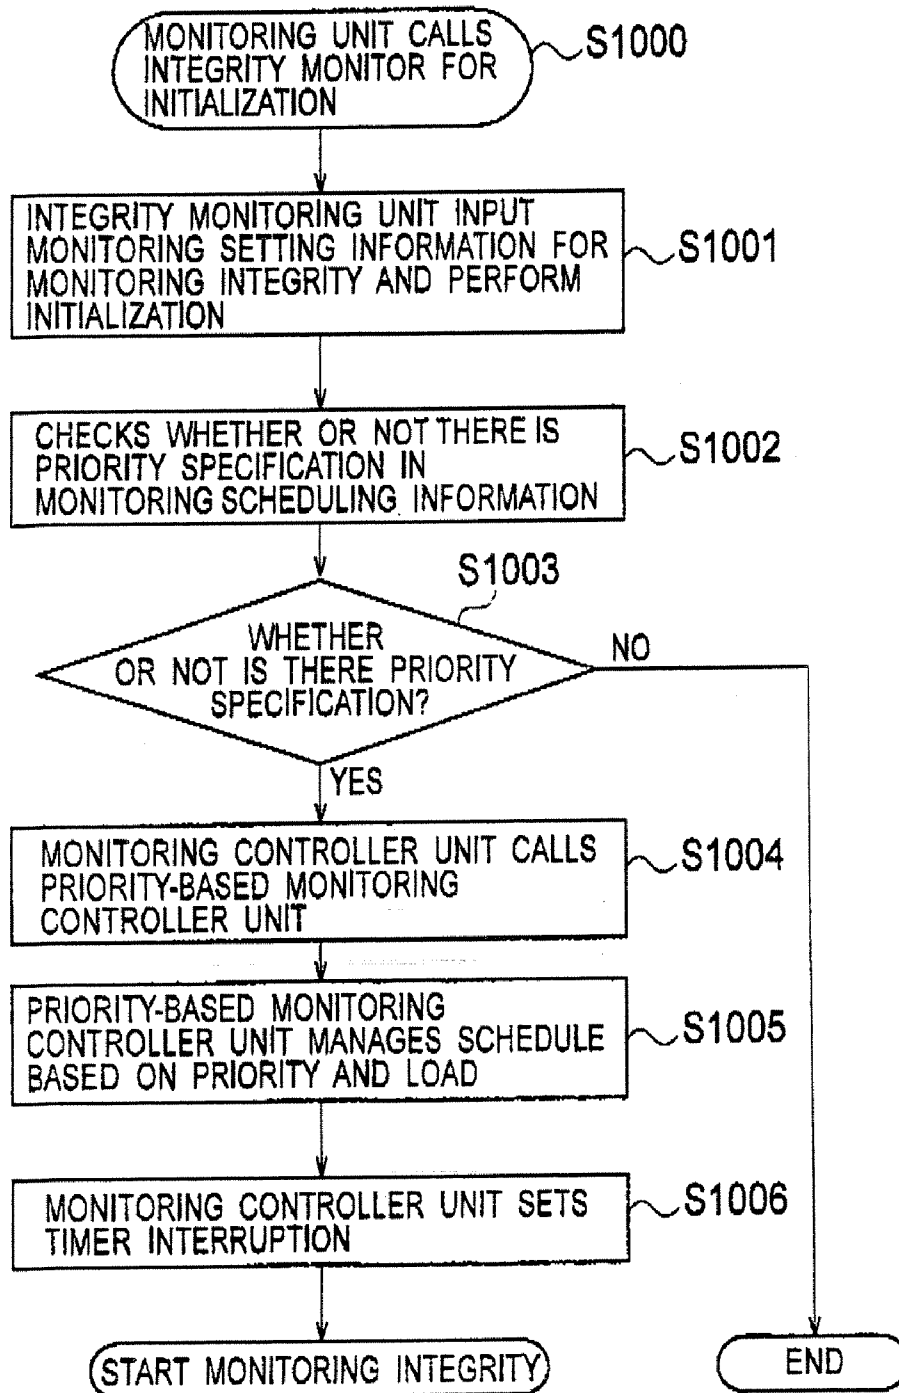 MONITORING UNIT CALLS
INTEGRITY MONITOR FOR
INITIALIZATION
S1000
INTEGRITY MONITORING UNIT INPUT
MONITORING SETTING INFORMATION FOR
MONITORING INTEGRITY AND PERFORM
INITIALIZATION
S1001
CHECKS WHETHER OR NOT THERE IS
PRIORITY SPECIFICATION IN
MONITORING SCHEDULING INFORMATION
S1002
S1003
WHETHER
OR NOT IS THERE PRIORITY
SPECIFICATION?
NO
YES
MONITORING CONTROLLER UNIT CALLS
PRIORITY-BASED MONITORING
CONTROLLER UNIT
S1004
PRIORITY-BASED MONITORING
CONTROLLER UNIT MANAGES SCHEDULE
BASED ON PRIORITY AND LOAD
S1005
MONITORING CONTROLLER UNIT SETS
TIMER INTERRUPTION
S1006
START MONITORING INTEGRITY
END